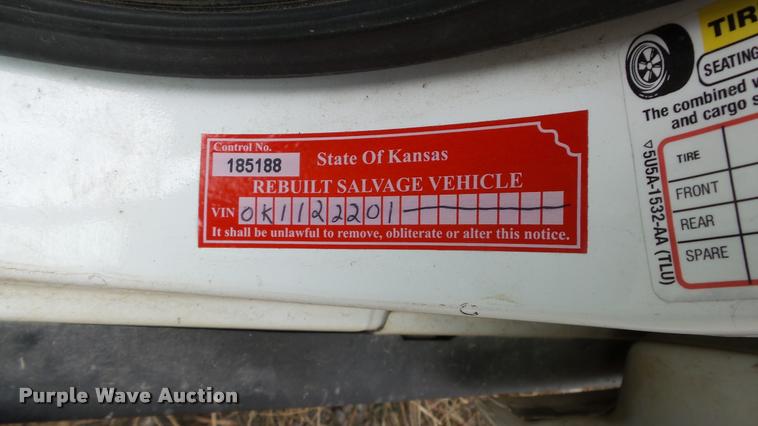 Control No.
185188
State Of Kansas
REBUILT SALVAGE VEHICLE
VIN OK1122201
It shall be unlawful to remove, obliterate or alter this notice.
TIR
SEATING
The combined
and cargo
TIRE
FRONT
REAR
SPARE
5U5A-1532-AA (TLU)
Purple Wave Auction